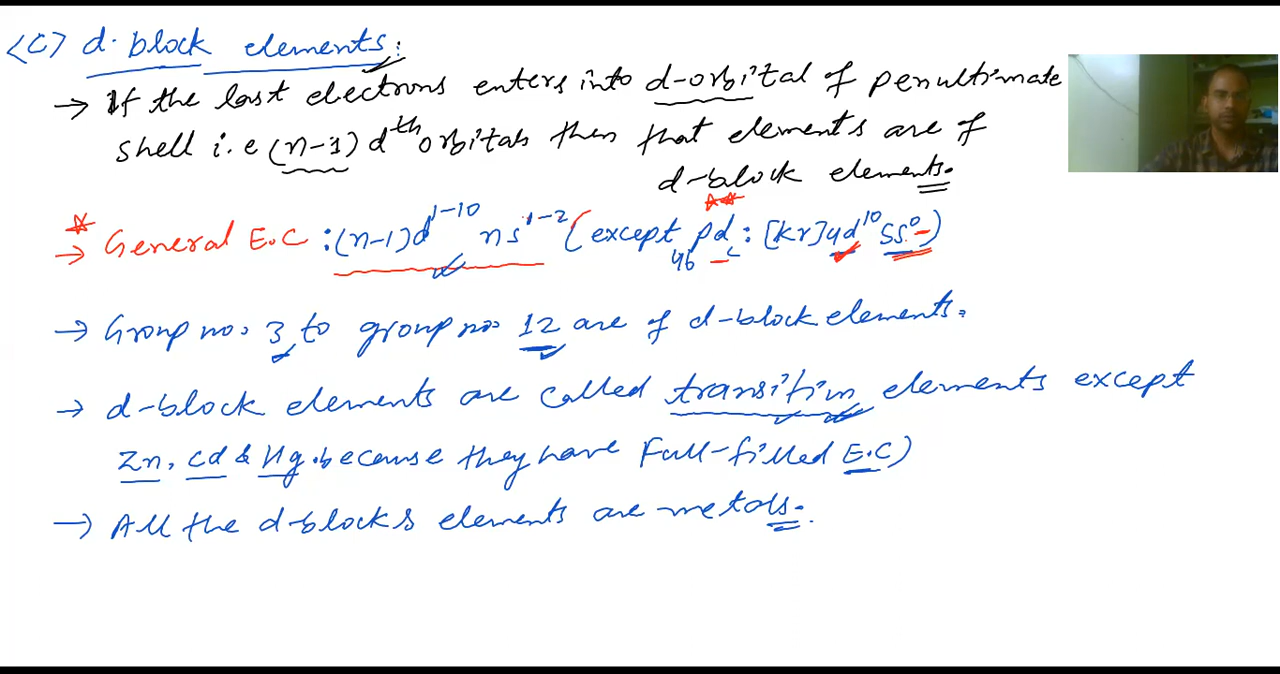 (C) d-block elements:
→ If the last electrons enters into d-orbital of penultimate
shell i.e (n-1) dth orbitals then that elements are of
d-block elements.
* → General E.C : (n-1)d¹⁻¹⁰ ns¹⁻² (except ₄₆Pd : [Kr]4d¹⁰ 5s⁰)
→ Group no. 3 to group no. 12 are of d-block elements.
→ d-block elements are called transition elements except
Zn, Cd & Hg. because they have Full-filled E.C)
→ All the d-blocks elements are metals.